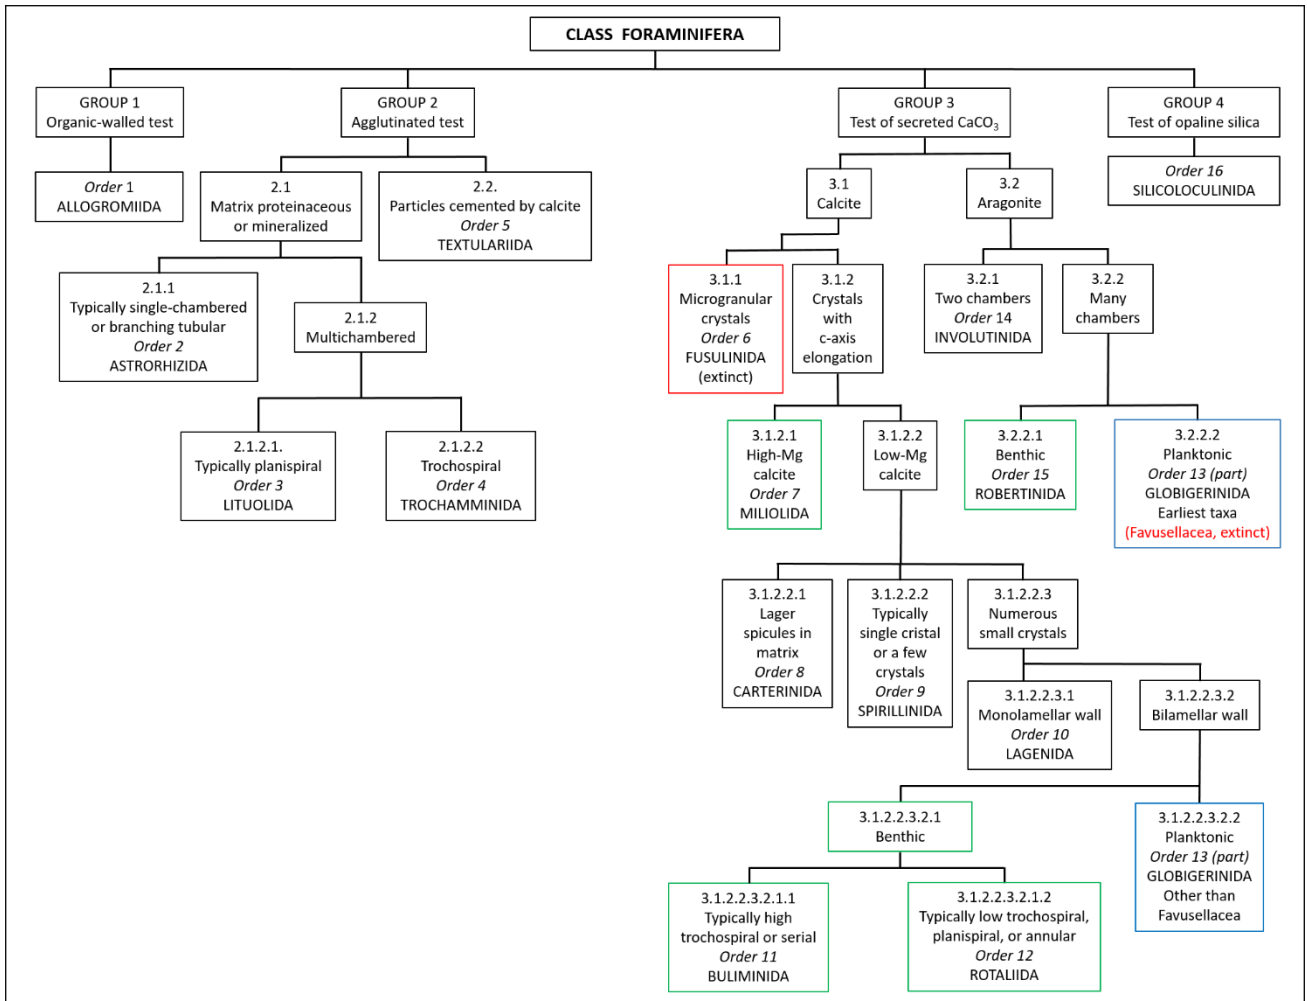 CLASS FORAMINIFERA
GROUP 1
Organic-walled test
GROUP 2
Agglutinated test
GROUP 3
Test of secreted CaCO₃
GROUP 4
Test of opaline silica
Order 1
ALLOGROMIIDA
2.1
Matrix proteinaceous
or mineralized
2.2.
Particles cemented by calcite
Order 5
TEXTULARIIDA
3.1
Calcite
3.2
Aragonite
Order 16
SILICOLOCULINIDA
2.1.1
Typically single-chambered
or branching tubular
Order 2
ASTRORHIZIDA
2.1.2
Multichambered
3.1.1
Microgranular
crystals
Order 6
FUSULINIDA
(extinct)
3.1.2
Crystals
with
c-axis
elongation
3.2.1
Two chambers
Order 14
INVOLUTINIDA
3.2.2
Many
chambers
2.1.2.1.
Typically planispiral
Order 3
LITUOLIDA
2.1.2.2
Trochospiral
Order 4
TROCHAMMINIDA
3.1.2.1
High-Mg
calcite
Order 7
MILIOLIDA
3.1.2.2
Low-Mg
calcite
3.2.2.1
Benthic
Order 15
ROBERTINIDA
3.2.2.2
Planktonic
Order 13 (part)
GLOBIGERINIDA
Earliest taxa
(Favusellacea, extinct)
3.1.2.2.1
Lager
spicules in
matrix
Order 8
CARTERINIDA
3.1.2.2.2
Typically
single cristal
or a few
crystals
Order 9
SPIRILLINIDA
3.1.2.2.3
Numerous
small crystals
3.1.2.2.3.1
Monolamellar wall
Order 10
LAGENIDA
3.1.2.2.3.2
Bilamellar wall
3.1.2.2.3.2.1
Benthic
3.1.2.2.3.2.2
Planktonic
Order 13 (part)
GLOBIGERINIDA
Other than
Favusellacea
3.1.2.2.3.2.1.1
Typically high
trochospiral or serial
Order 11
BULIMINIDA
3.1.2.2.3.2.1.2
Typically low trochospiral,
planispiral, or annular
Order 12
ROTALIIDA